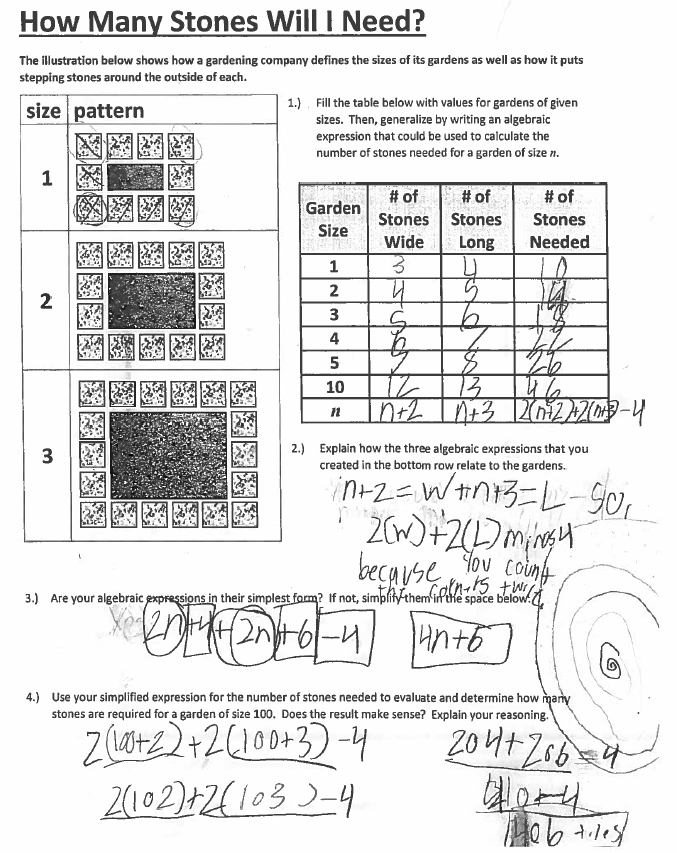 How Many Stones Will I Need?
The illustration below shows how a gardening company defines the sizes of its gardens as well as how it puts
stepping stones around the outside of each.
size pattern
1
2
3
1.) Fill the table below with values for gardens of given
sizes. Then, generalize by writing an algebraic
expression that could be used to calculate the
number of stones needed for a garden of size n.
Garden Size # of Stones Wide # of Stones Long # of Stones Needed
1 3 4 10
2 4 5 14
3 5 6 18
4 6 7 22
5 7 8 26
10 12 13 46
n n+2 n+3 2(n+2)+2(n+3)-4
2.) Explain how the three algebraic expressions that you
created in the bottom row relate to the gardens.
n+2=W+n+3=L - So,
2(W)+2(L) minus 4
because you count
the corners twice
3.) Are your algebraic expressions in their simplest form? If not, simplify them in the space below.
2n+4+2n+6-4 4n+6
4.) Use your simplified expression for the number of stones needed to evaluate and determine how many
stones are required for a garden of size 100. Does the result make sense? Explain your reasoning.
2(100+2)+2(100+3)-4
2(102)+2(103)-4
204+206-4
410-4
406 tiles